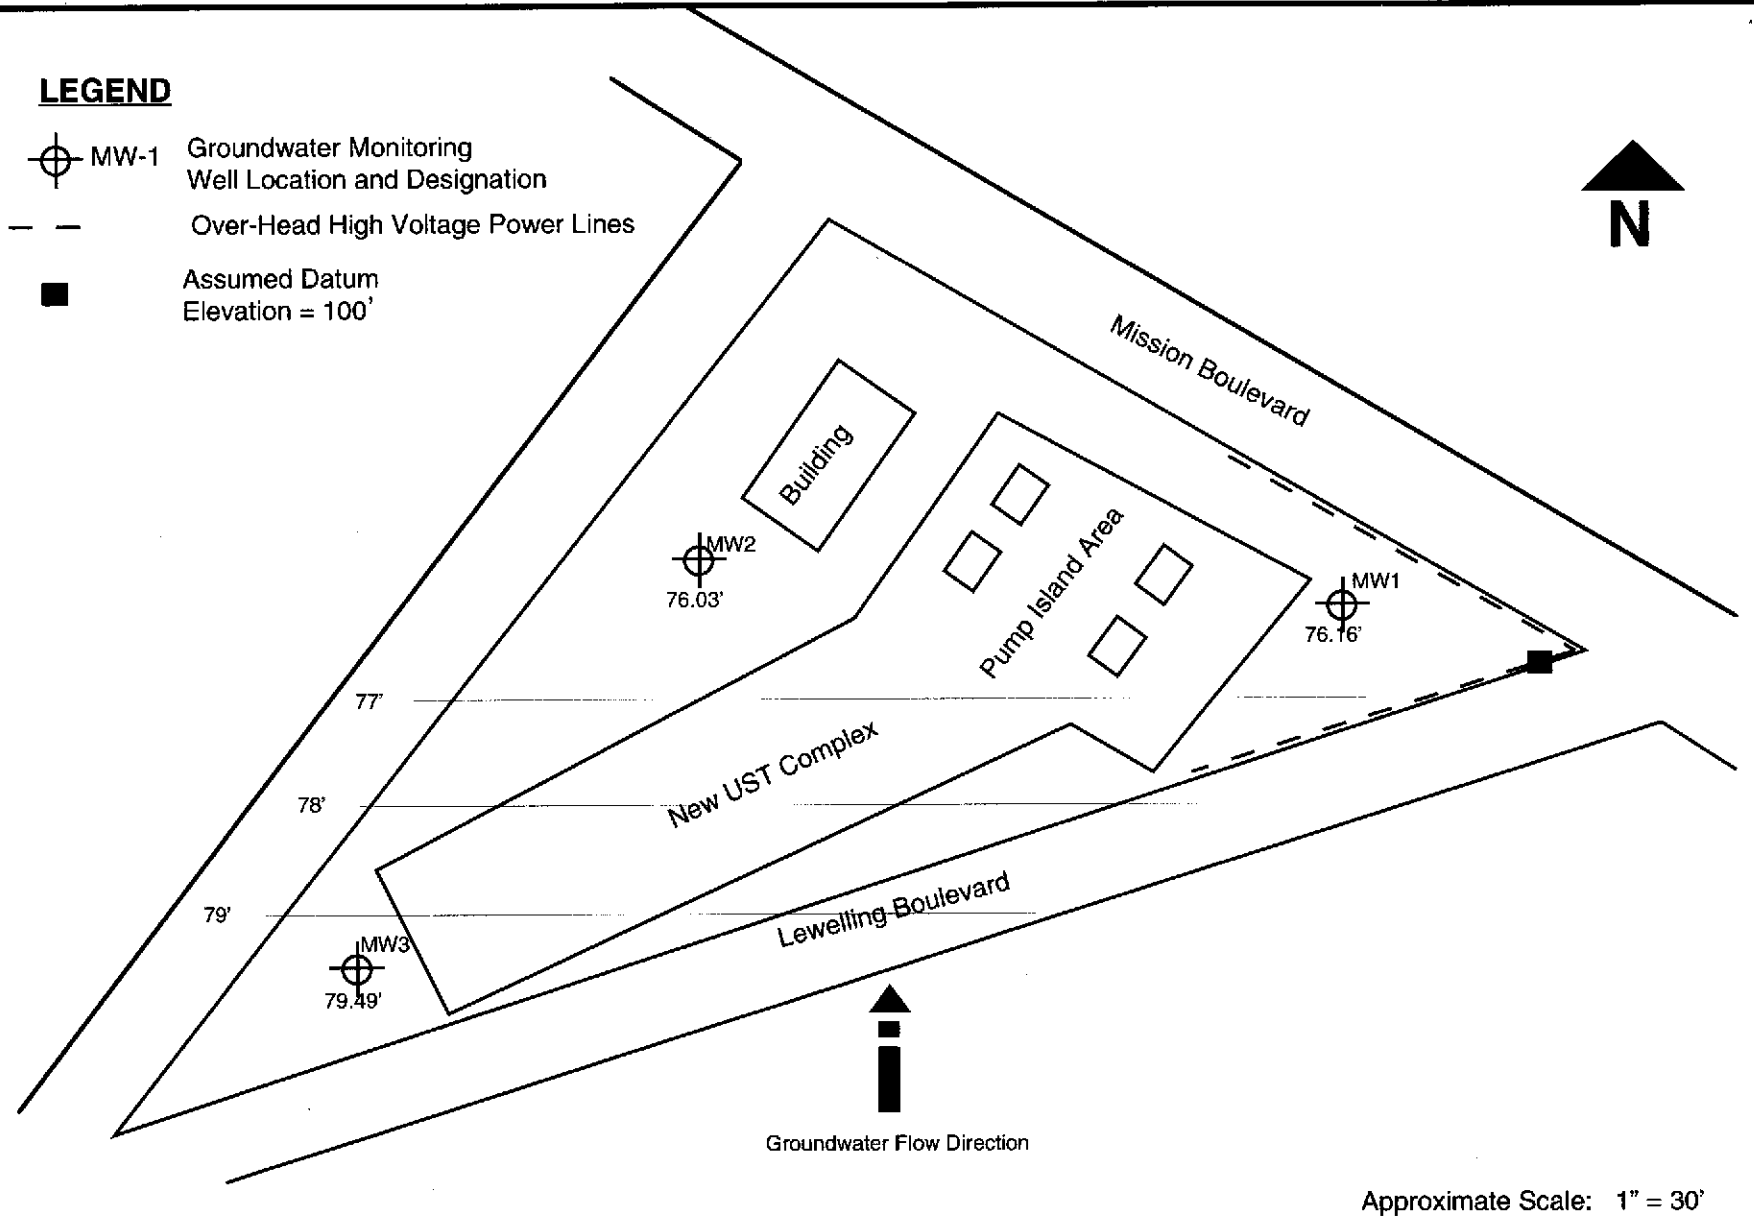 LEGEND
MW-1 Groundwater Monitoring
Well Location and Designation
Over-Head High Voltage Power Lines
Assumed Datum
Elevation = 100'
N
Mission Boulevard
Building
Pump Island Area
MW2
76.03'
MW1
76.16'
77'
New UST Complex
78'
79'
Lewelling Boulevard
MW3
79.49'
Groundwater Flow Direction
Approximate Scale: 1" = 30'